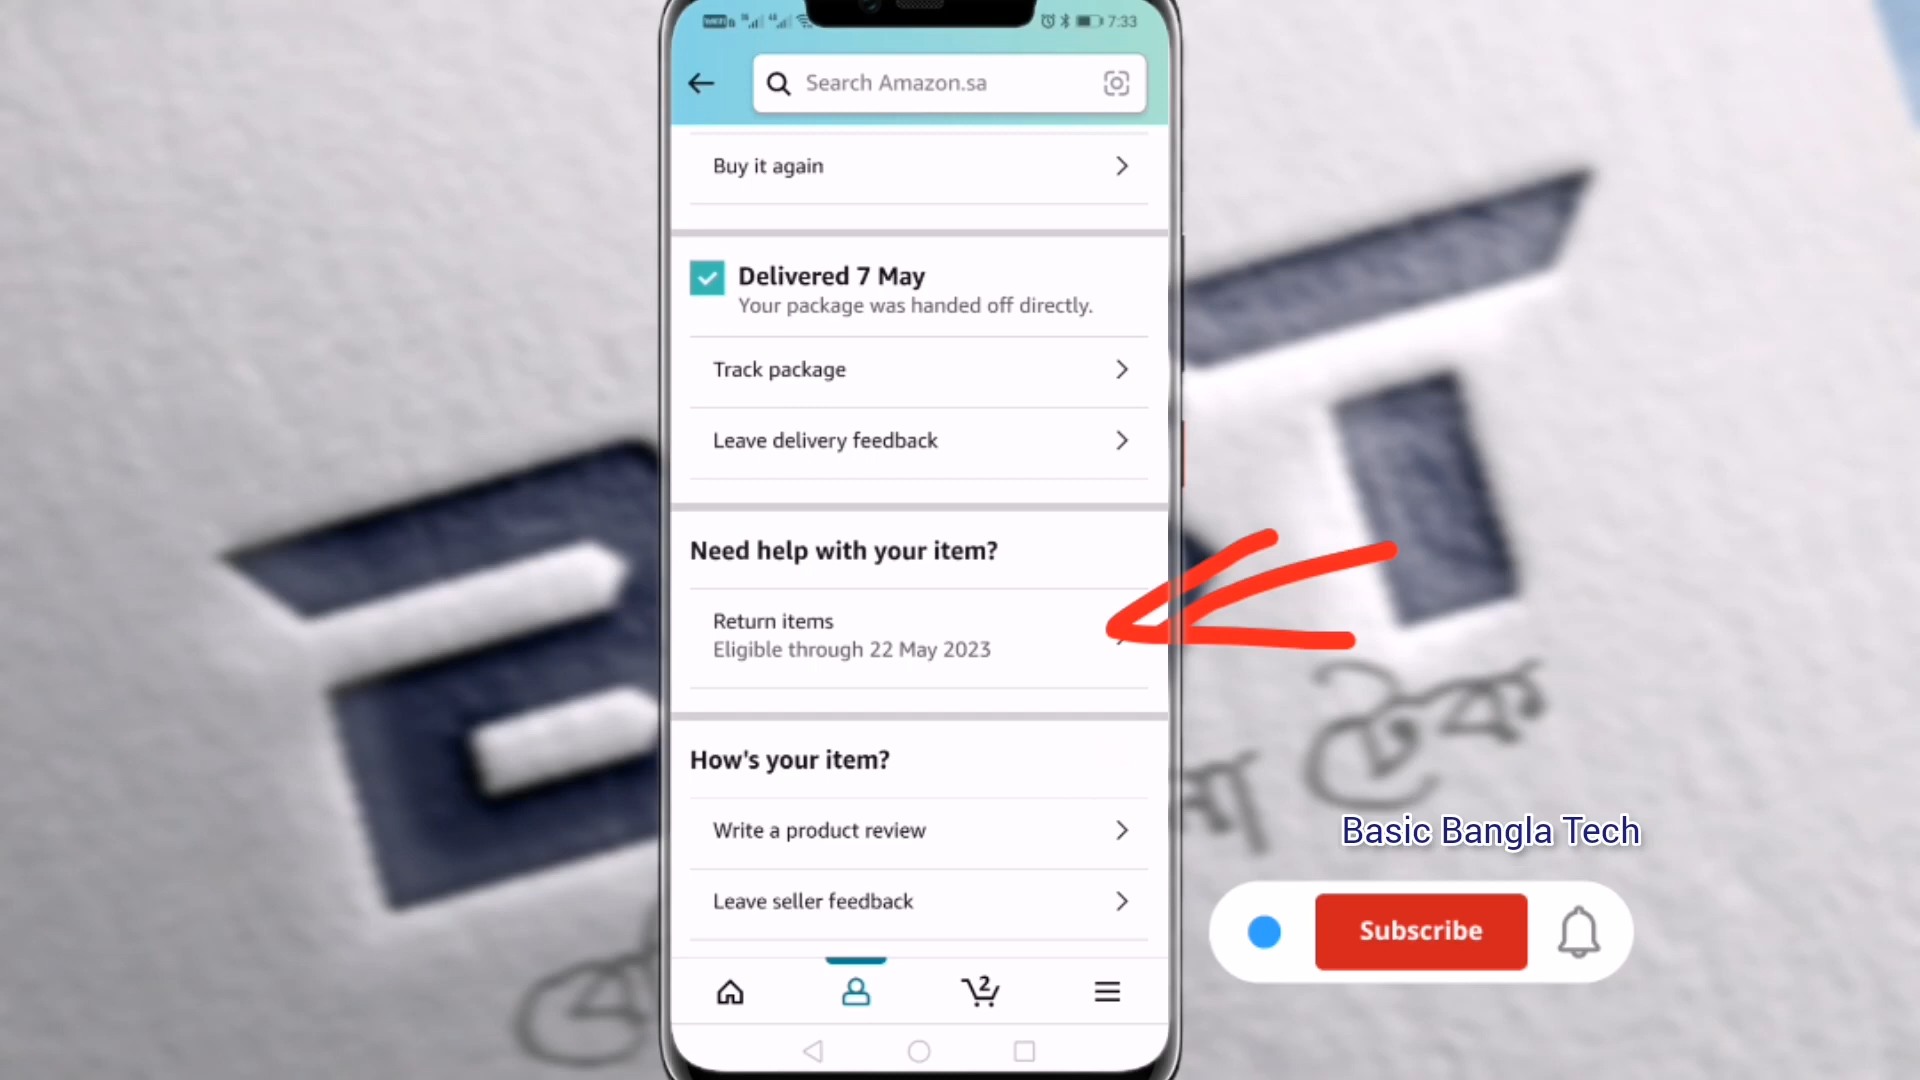 7:33
Search Amazon.sa
Buy it again
Delivered 7 May
Your package was handed off directly.
Track package
Leave delivery feedback
Need help with your item?
Return items
Eligible through 22 May 2023
How's your item?
Write a product review
Leave seller feedback
2
টেক
Basic Bangla Tech
Subscribe